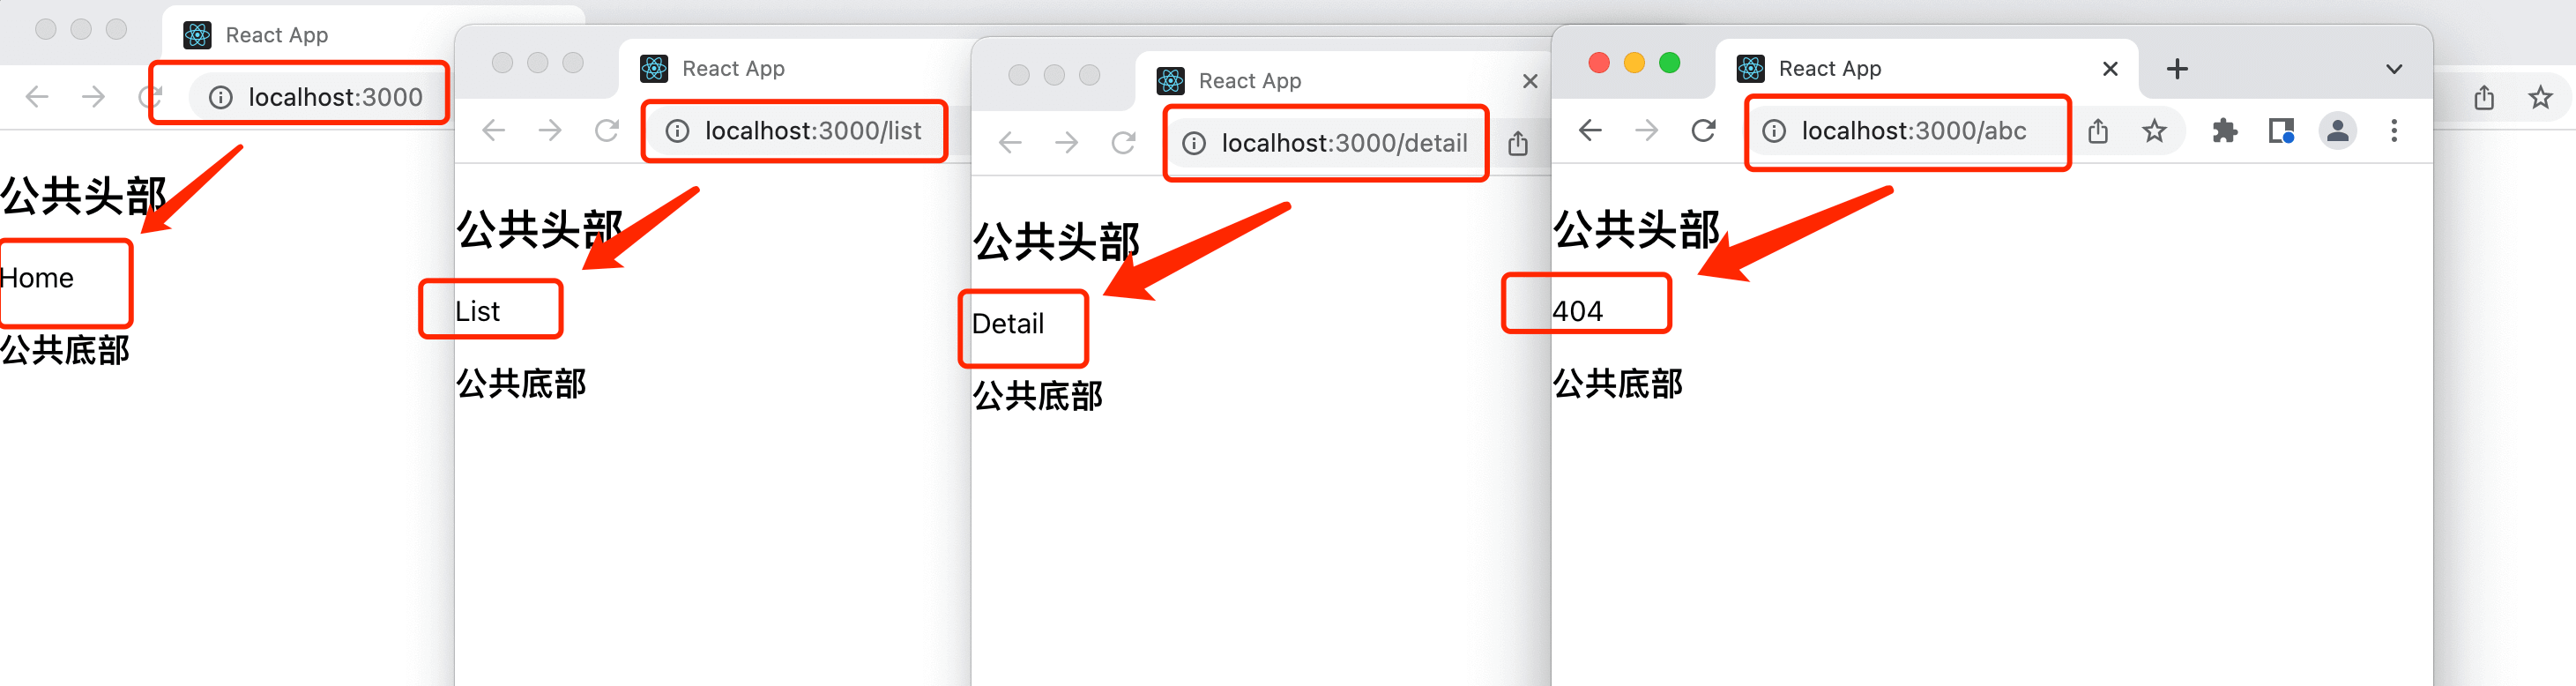 React App
localhost:3000
公共头部
Home
公共底部
React App
localhost:3000/list
公共头部
List
公共底部
React App
localhost:3000/detail
公共头部
Detail
公共底部
React App
localhost:3000/abc
公共头部
404
公共底部